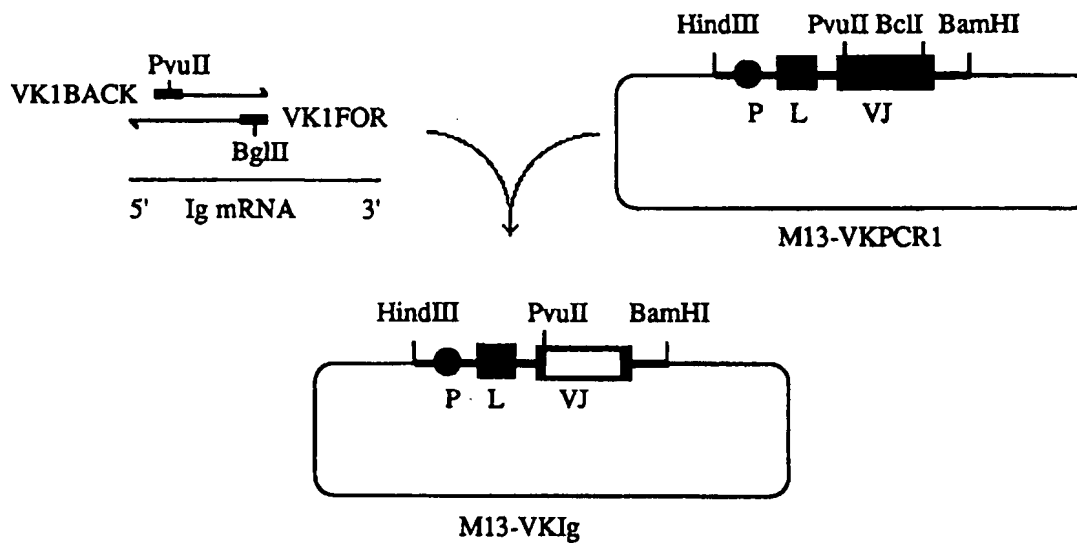 HindIII PvuII BclI BamHI
P L VJ
M13-VKPCR1
PvuII
VK1BACK
VK1FOR
BglII
5' Ig mRNA 3'
HindIII PvuII BamHI
P L VJ
M13-VKIg